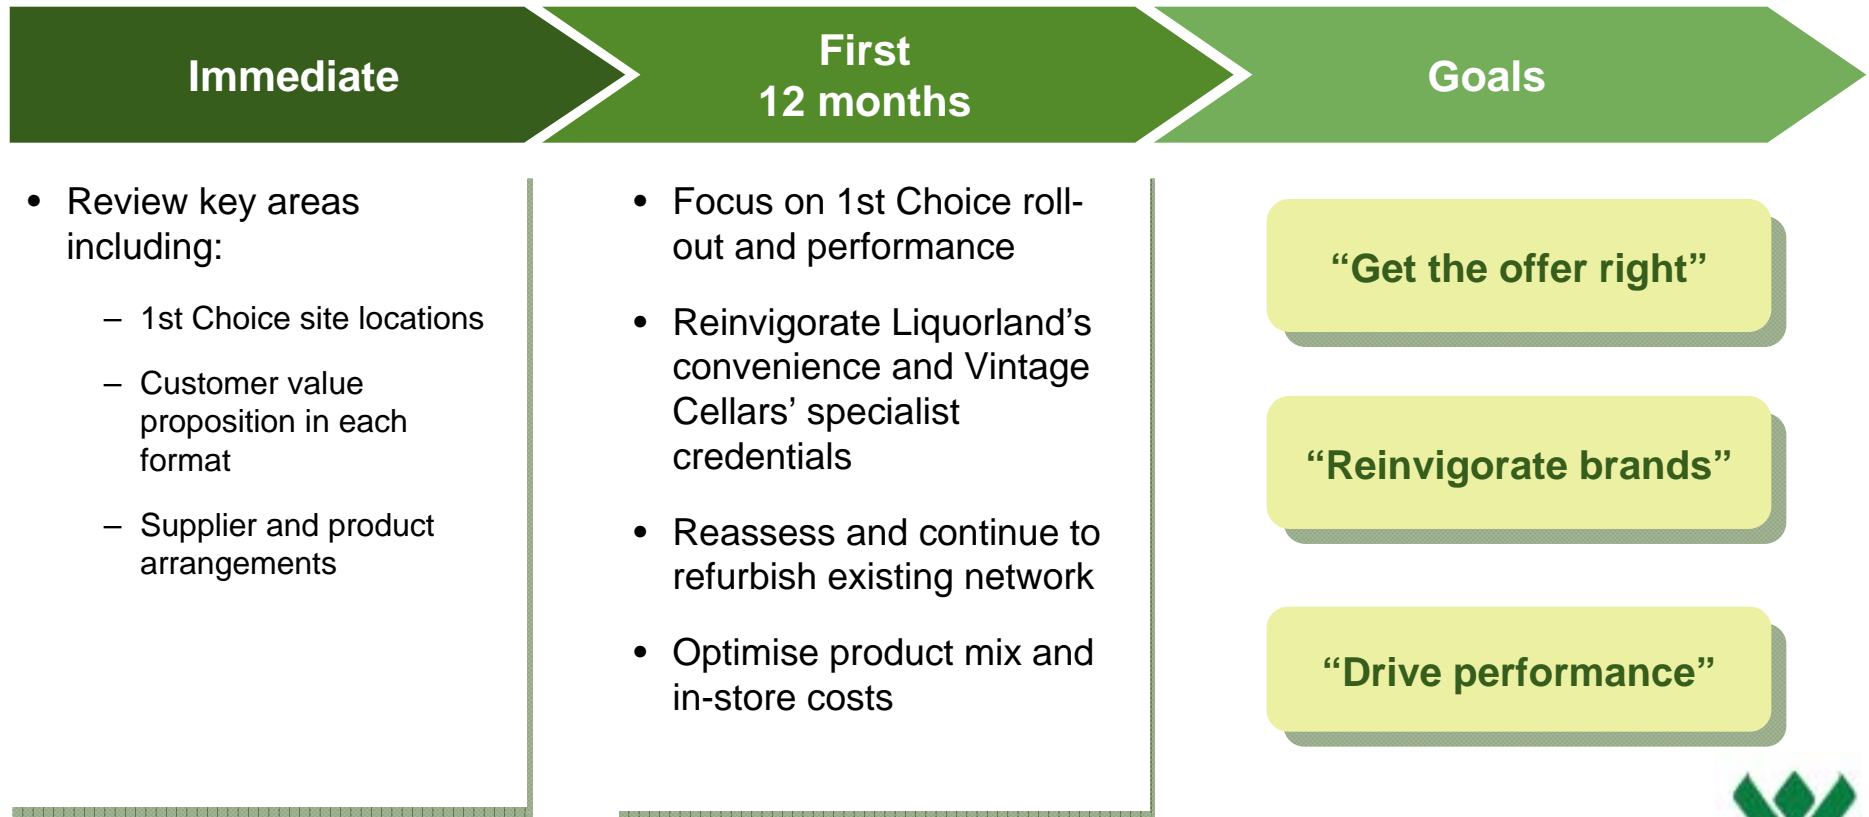 Immediate
First
12 months
Goals
• Review key areas
including:
– 1st Choice site locations
– Customer value
proposition in each
format
– Supplier and product
arrangements
• Focus on 1st Choice roll-
out and performance
• Reinvigorate Liquorland’s
convenience and Vintage
Cellars’ specialist
credentials
• Reassess and continue to
refurbish existing network
• Optimise product mix and
in-store costs
“Get the offer right”
“Reinvigorate brands”
“Drive performance”